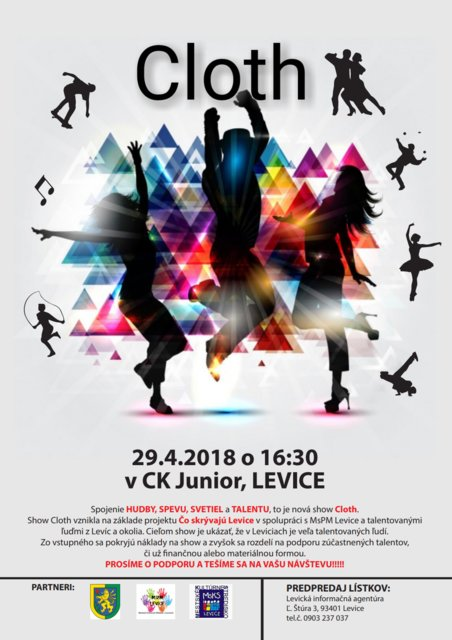 Cloth
29.4.2018 o 16:30
v CK Junior, LEVICE
Spojenie HUDBY, SPEVU, SVETIEL a TALENTU, to je nová show Cloth.
Show Cloth vznikla na základe projektu Čo skrývajú Levice v spolupráci s MsPM Levice a talentovanými
ľuďmi z Levíc a okolia. Cieľom show je ukázať, že v Leviciach je veľa talentovaných ľudí.
Zo vstupného sa pokryjú náklady na show a zvyšok sa rozdelí na podporu zúčastnených talentov,
či už finančnou alebo materiálnou formou.
PROSÍME O PODPORU A TEŠÍME SA NA VAŠU NÁVŠTEVU!!!!!
PARTNERI:
MsKS
LEVICE
PREDPREDAJ LÍSTKOV:
Levická informačná agentúra
Ľ. Štúra 3, 93401 Levice
tel.č. 0903 237 037